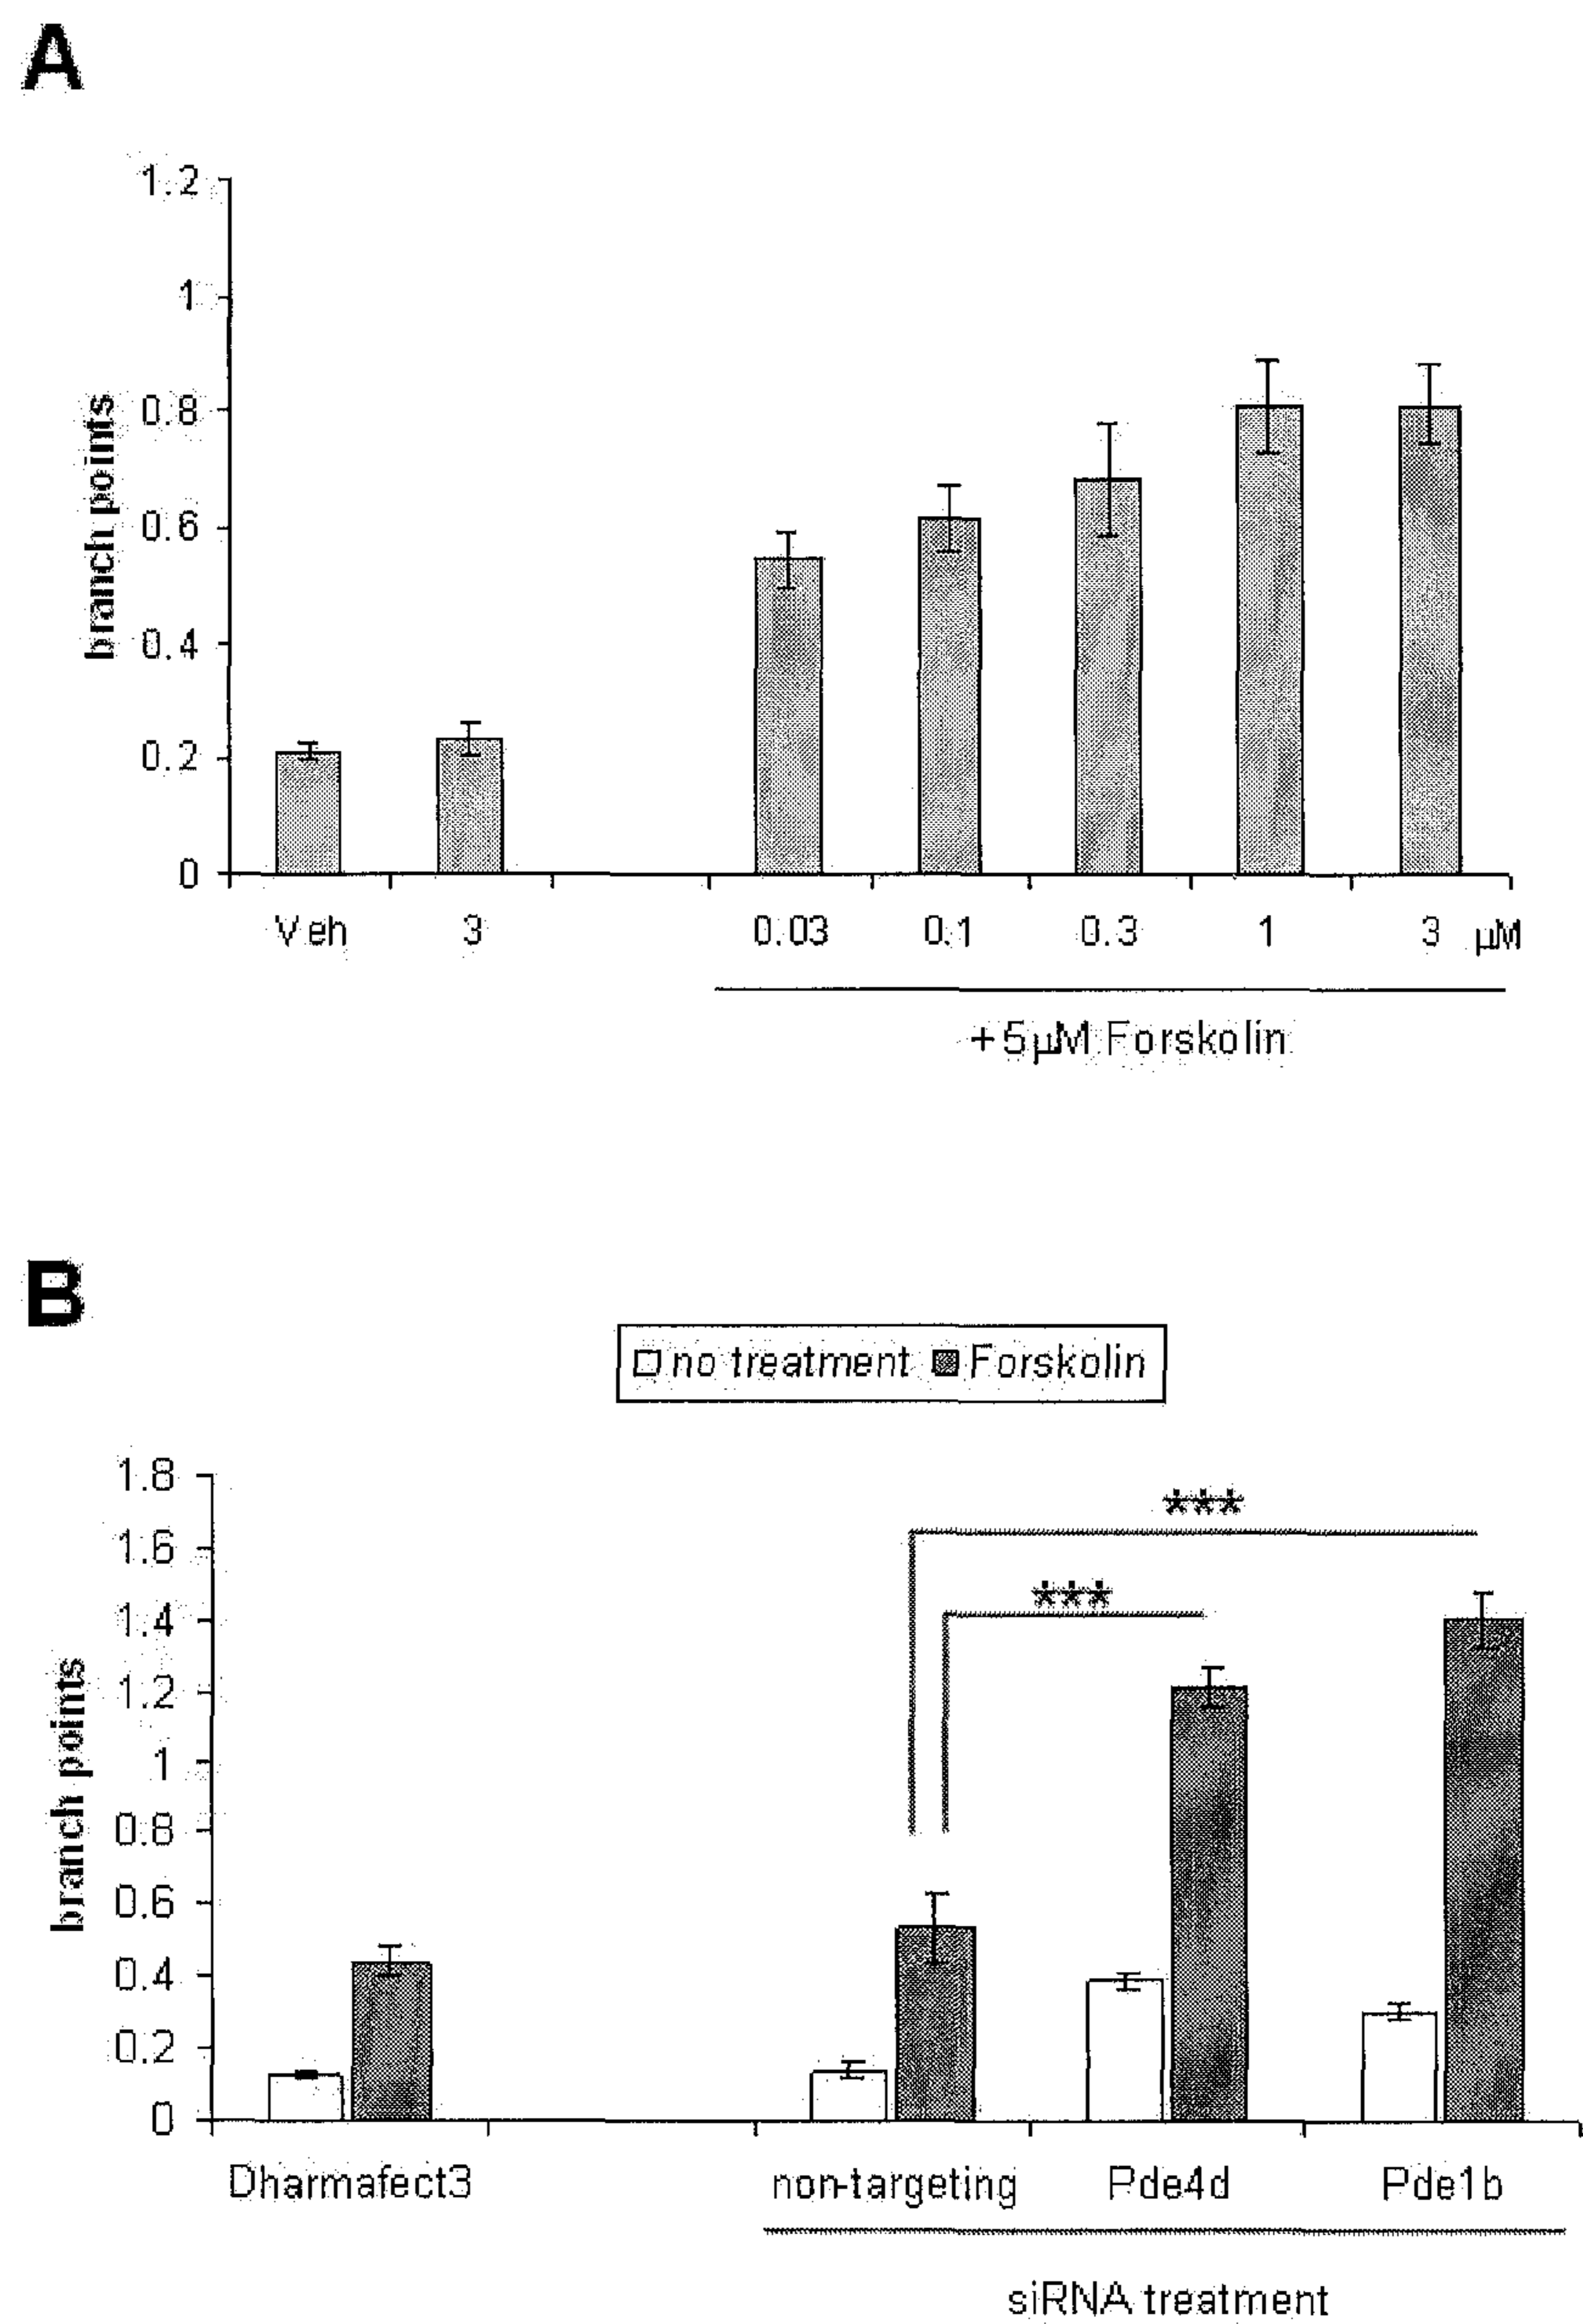 A
1.2
1
0.8
0.6
0.4
0.2
0
branch points
Veh 3 0.03 0.1 0.3 1 3 µM
+5µM Forskolin
B
no treatment Forskolin
1.8
1.6
1.4
1.2
1
0.8
0.6
0.4
0.2
0
branch points
***
***
Dharmafect3 non-targeting Pde4d Pde1b
siRNA treatment